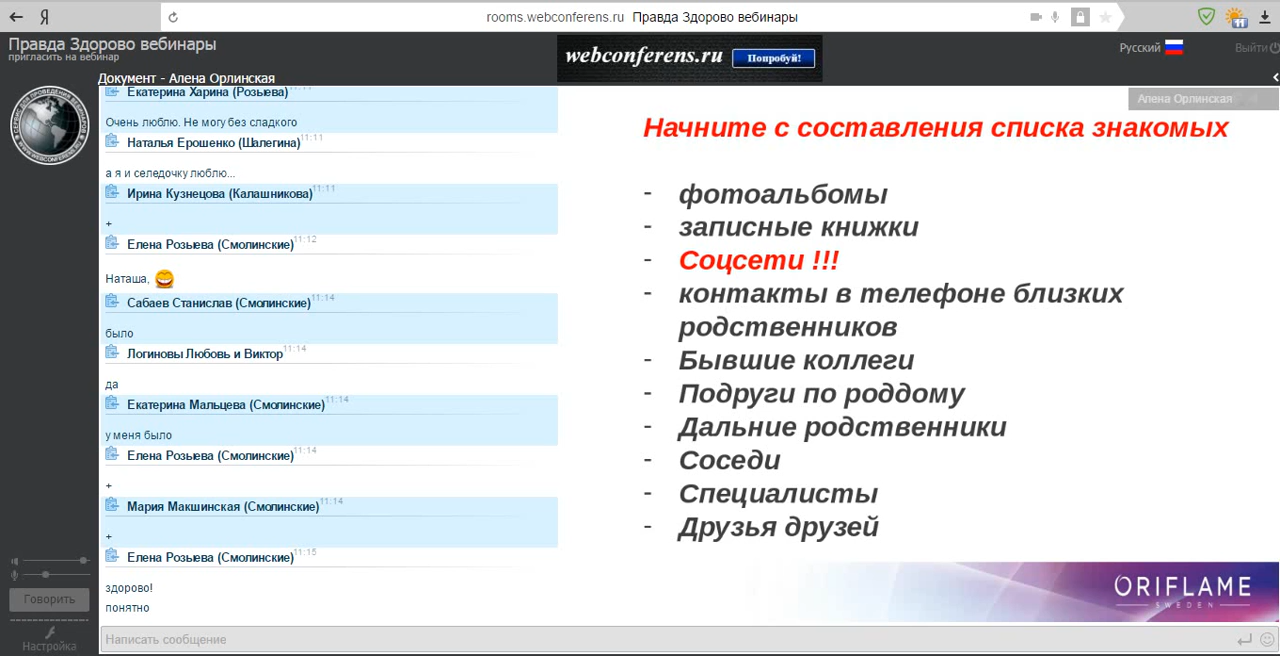 Я
rooms.webconferens.ru Правда Здорово вебинары
11
Правда Здорово вебинары
пригласить на вебинар
webconferens.ru Попробуй!
Русский
Выйти
Документ - Алена Орлинская
Алена Орлинская
Екатерина Харина (Розыева)
Очень люблю. Не могу без сладкого
Наталья Ерошенко (Шалегина) 11:11
а я и селедочку люблю...
Ирина Кузнецова (Калашникова) 11:11
+
Елена Розыева (Смолинские) 11:12
Наташа,
Сабаев Станислав (Смолинские) 11:14
было
Логиновы Любовь и Виктор 11:14
да
Екатерина Мальцева (Смолинские) 11:14
у меня было
Елена Розыева (Смолинские) 11:14
+
Мария Макшинская (Смолинские) 11:14
+
Елена Розыева (Смолинские) 11:15
здорово!
понятно
Написать сообщение
Говорить
Настройка
Начните с составления списка знакомых
- фотоальбомы
- записные книжки
- Соцсети !!!
- контакты в телефоне близких
родственников
- Бывшие коллеги
- Подруги по роддому
- Дальние родственники
- Соседи
- Специалисты
- Друзья друзей
ORIFLAME
SWEDEN